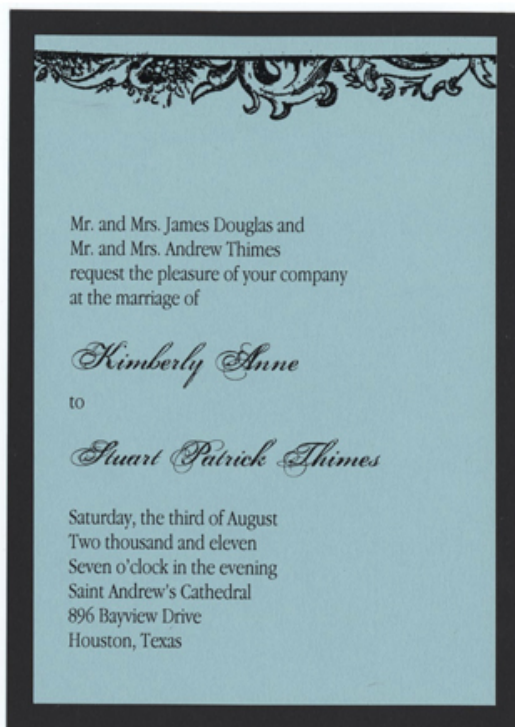 Mr. and Mrs. James Douglas and
Mr. and Mrs. Andrew Thimes
request the pleasure of your company
at the marriage of
Kimberly Anne
to
Stuart Patrick Thimes
Saturday, the third of August
Two thousand and eleven
Seven o'clock in the evening
Saint Andrew's Cathedral
896 Bayview Drive
Houston, Texas